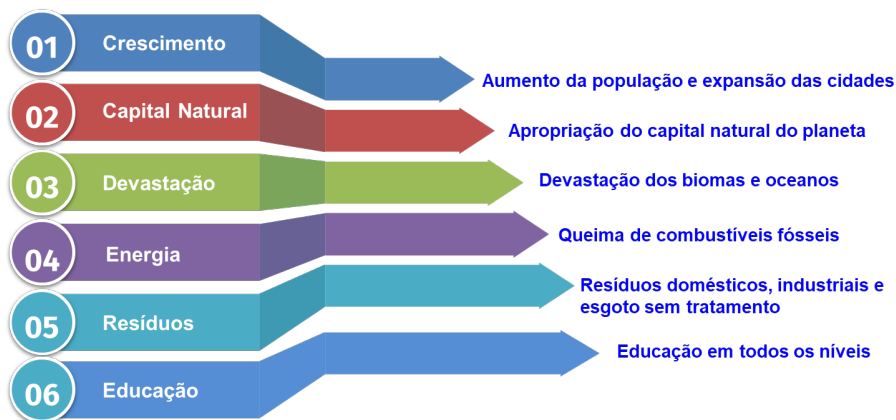 01 Crescimento
Aumento da população e expansão das cidades
02 Capital Natural
Apropriação do capital natural do planeta
03 Devastação
Devastação dos biomas e oceanos
04 Energia
Queima de combustíveis fósseis
05 Resíduos
Resíduos domésticos, industriais e
esgoto sem tratamento
06 Educação
Educação em todos os níveis